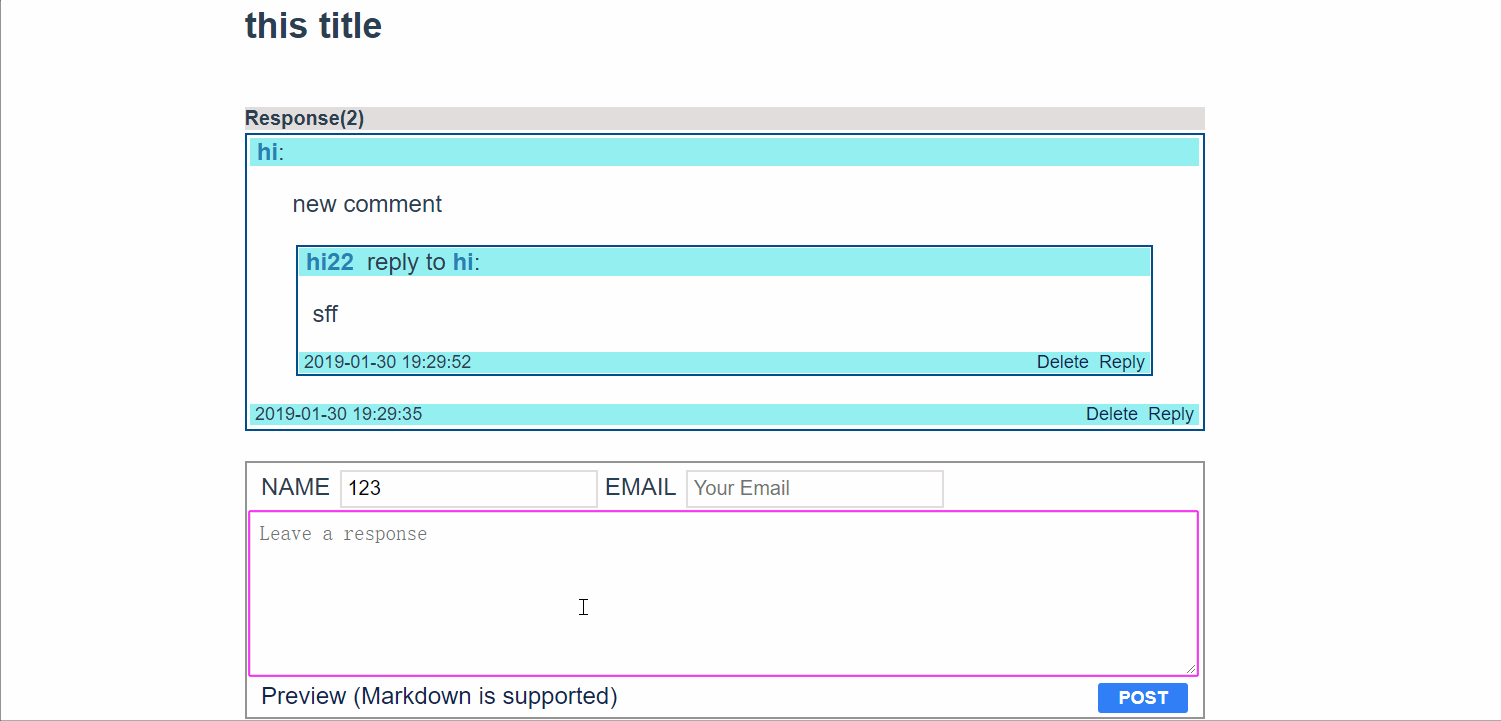 this title
Response(2)
hi:
new comment
hi22 reply to hi:
sff
2019-01-30 19:29:52 Delete Reply
2019-01-30 19:29:35 Delete Reply
NAME 123 EMAIL Your Email
Leave a response
Preview (Markdown is supported) POST